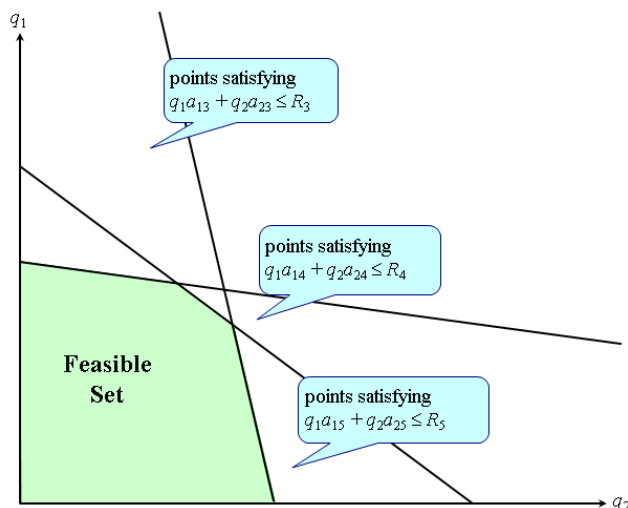 q₁
points satisfying
q₁a₁₃ + q₂a₂₃ ≤ R₃
points satisfying
q₁a₁₄ + q₂a₂₄ ≤ R₄
Feasible
Set
points satisfying
q₁a₁₅ + q₂a₂₅ ≤ R₅
q₂